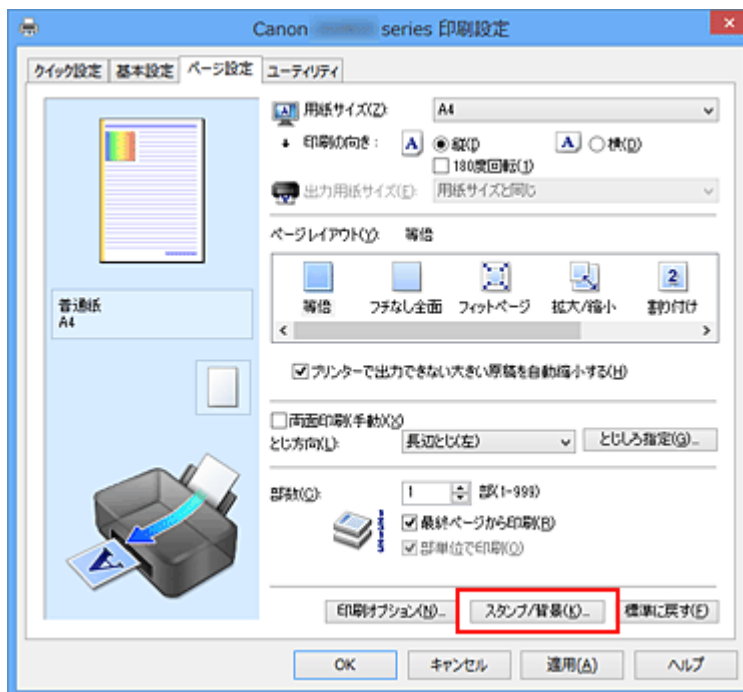 Canon series 印刷設定
クイック設定 基本設定 ページ設定 ユーティリティ
用紙サイズ(Z): A4
印刷の向き: A 縦(I) A 横(D)
180度回転(1)
出力用紙サイズ(E): 用紙サイズと同じ
ページレイアウト(Y): 等倍
等倍 フチなし全面 フィットページ 拡大/縮小 割り付け
2
普通紙
A4
プリンターで出力できない大きい原稿を自動縮小する(H)
両面印刷(手動)(X)
とじ方向(L): 長辺とじ(左) とじしろ指定(G)...
部数(C): 1 部(1-999)
最終ページから印刷(R)
部単位で印刷(O)
印刷オプション(N)... スタンプ/背景(K)... 標準に戻す(F)
OK キャンセル 適用(A) ヘルプ